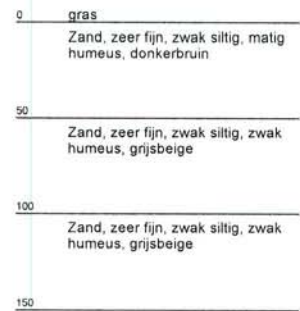 0 gras
Zand, zeer fijn, zwak siltig, matig
humeus, donkerbruin
50
Zand, zeer fijn, zwak siltig, zwak
humeus, grijsbeige
100
Zand, zeer fijn, zwak siltig, zwak
humeus, grijsbeige
150